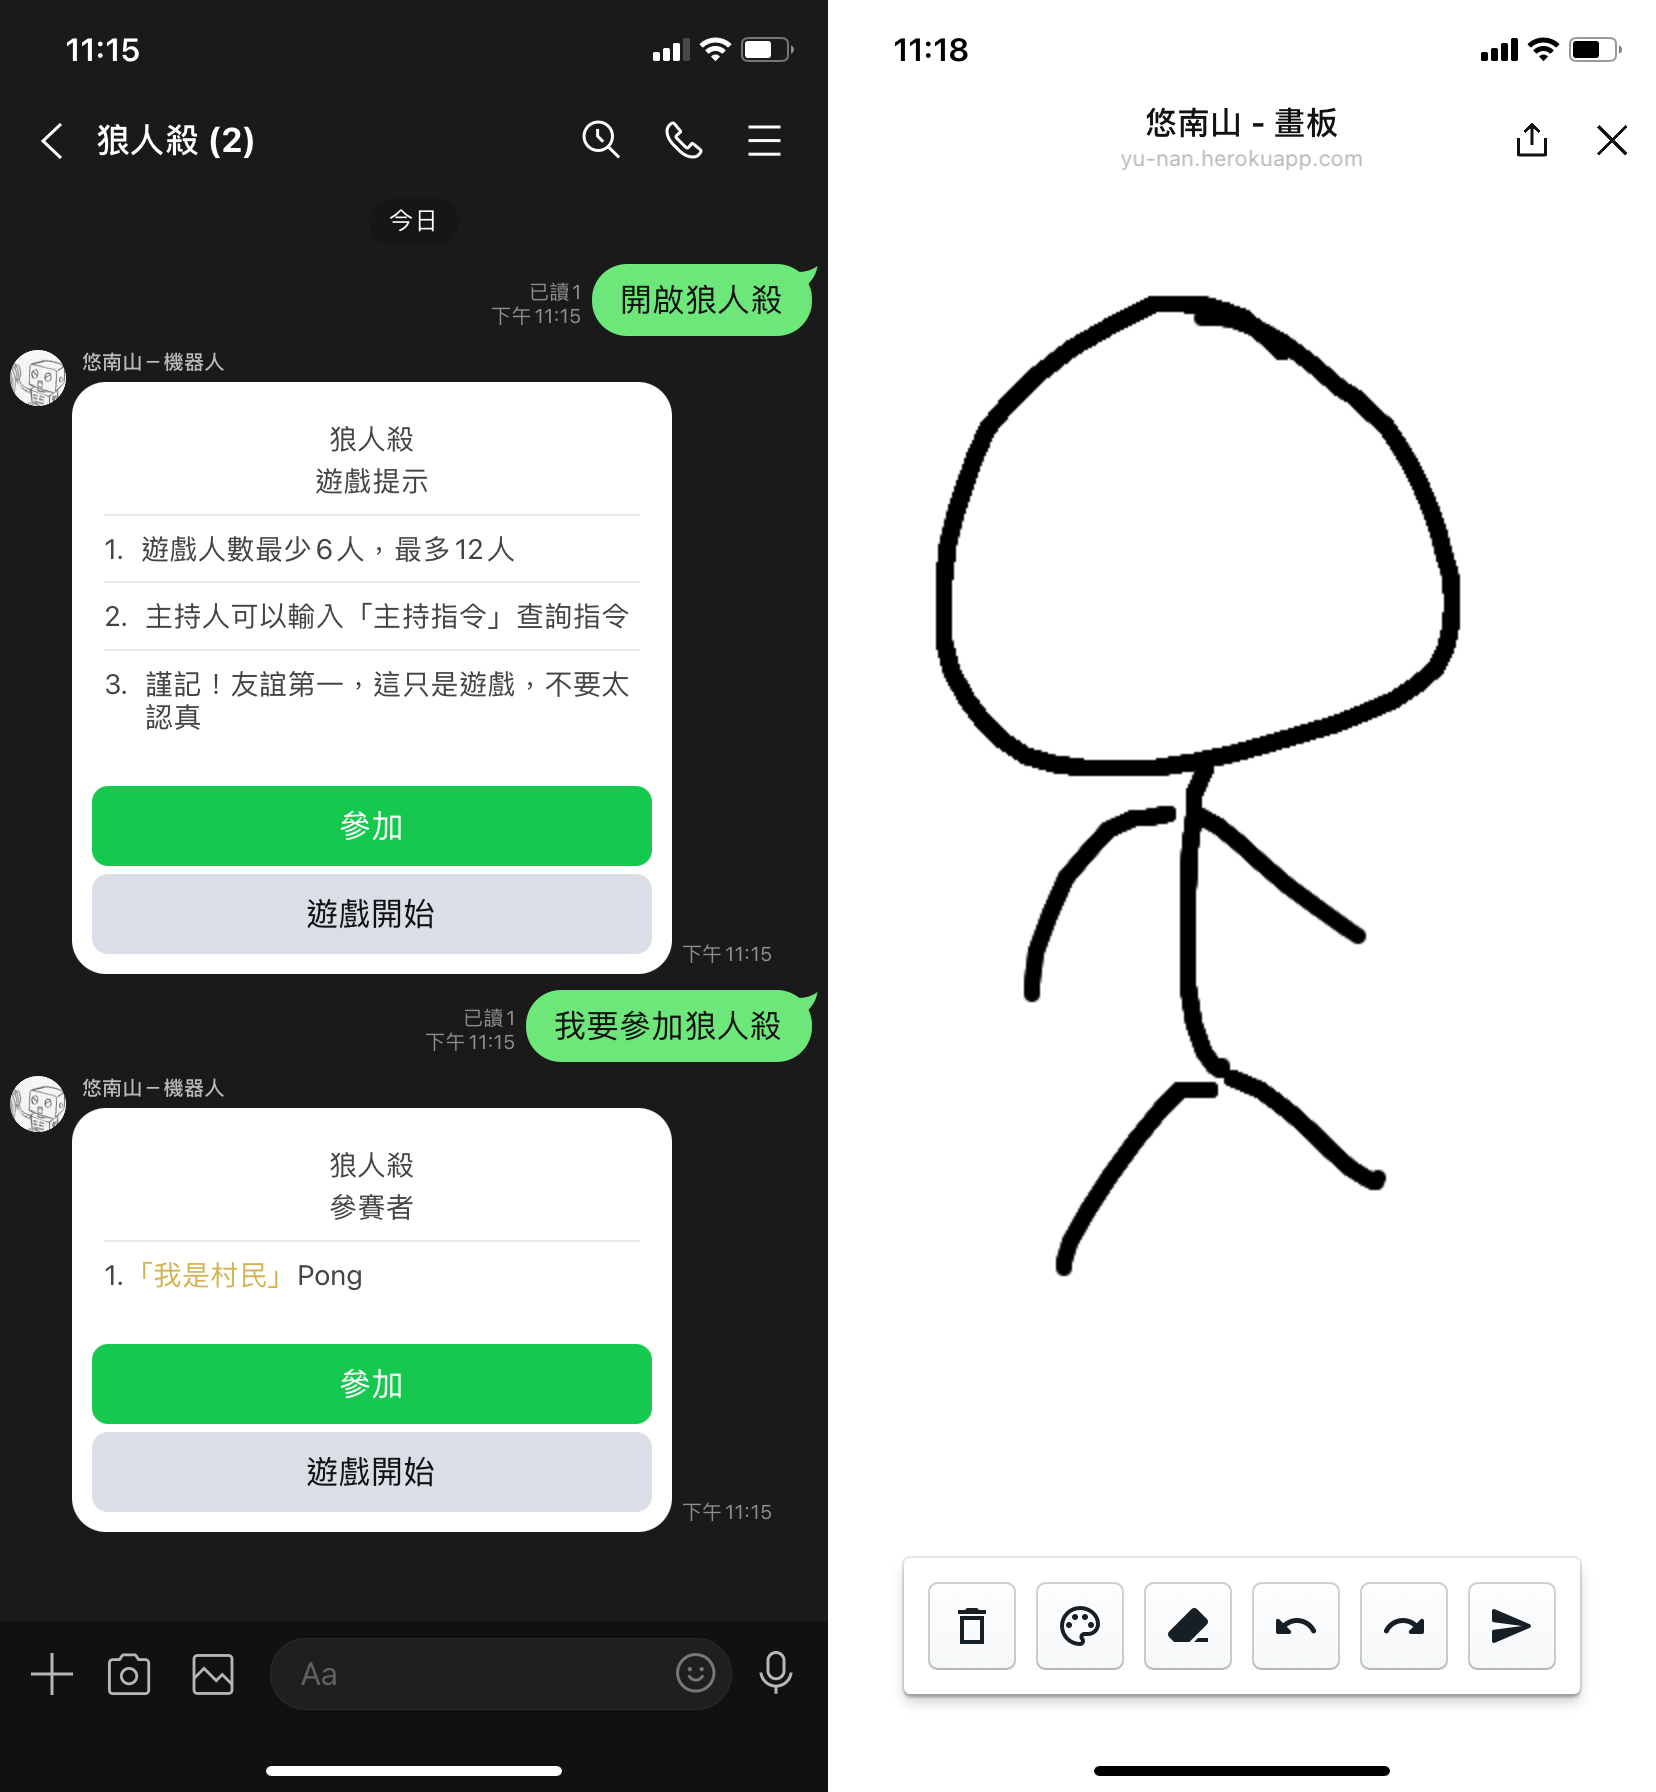 11:15
狼人殺 (2)
今日
已讀 1
下午 11:15
開啟狼人殺
悠南山－機器人
狼人殺
遊戲提示
1. 遊戲人數最少6人，最多12人
2. 主持人可以輸入「主持指令」查詢指令
3. 謹記！友誼第一，這只是遊戲，不要太
認真
參加
遊戲開始
下午 11:15
已讀 1
下午 11:15
我要參加狼人殺
悠南山－機器人
狼人殺
參賽者
1.「我是村民」 Pong
參加
遊戲開始
下午 11:15
Aa
11:18
悠南山 - 畫板
yu-nan.herokuapp.com